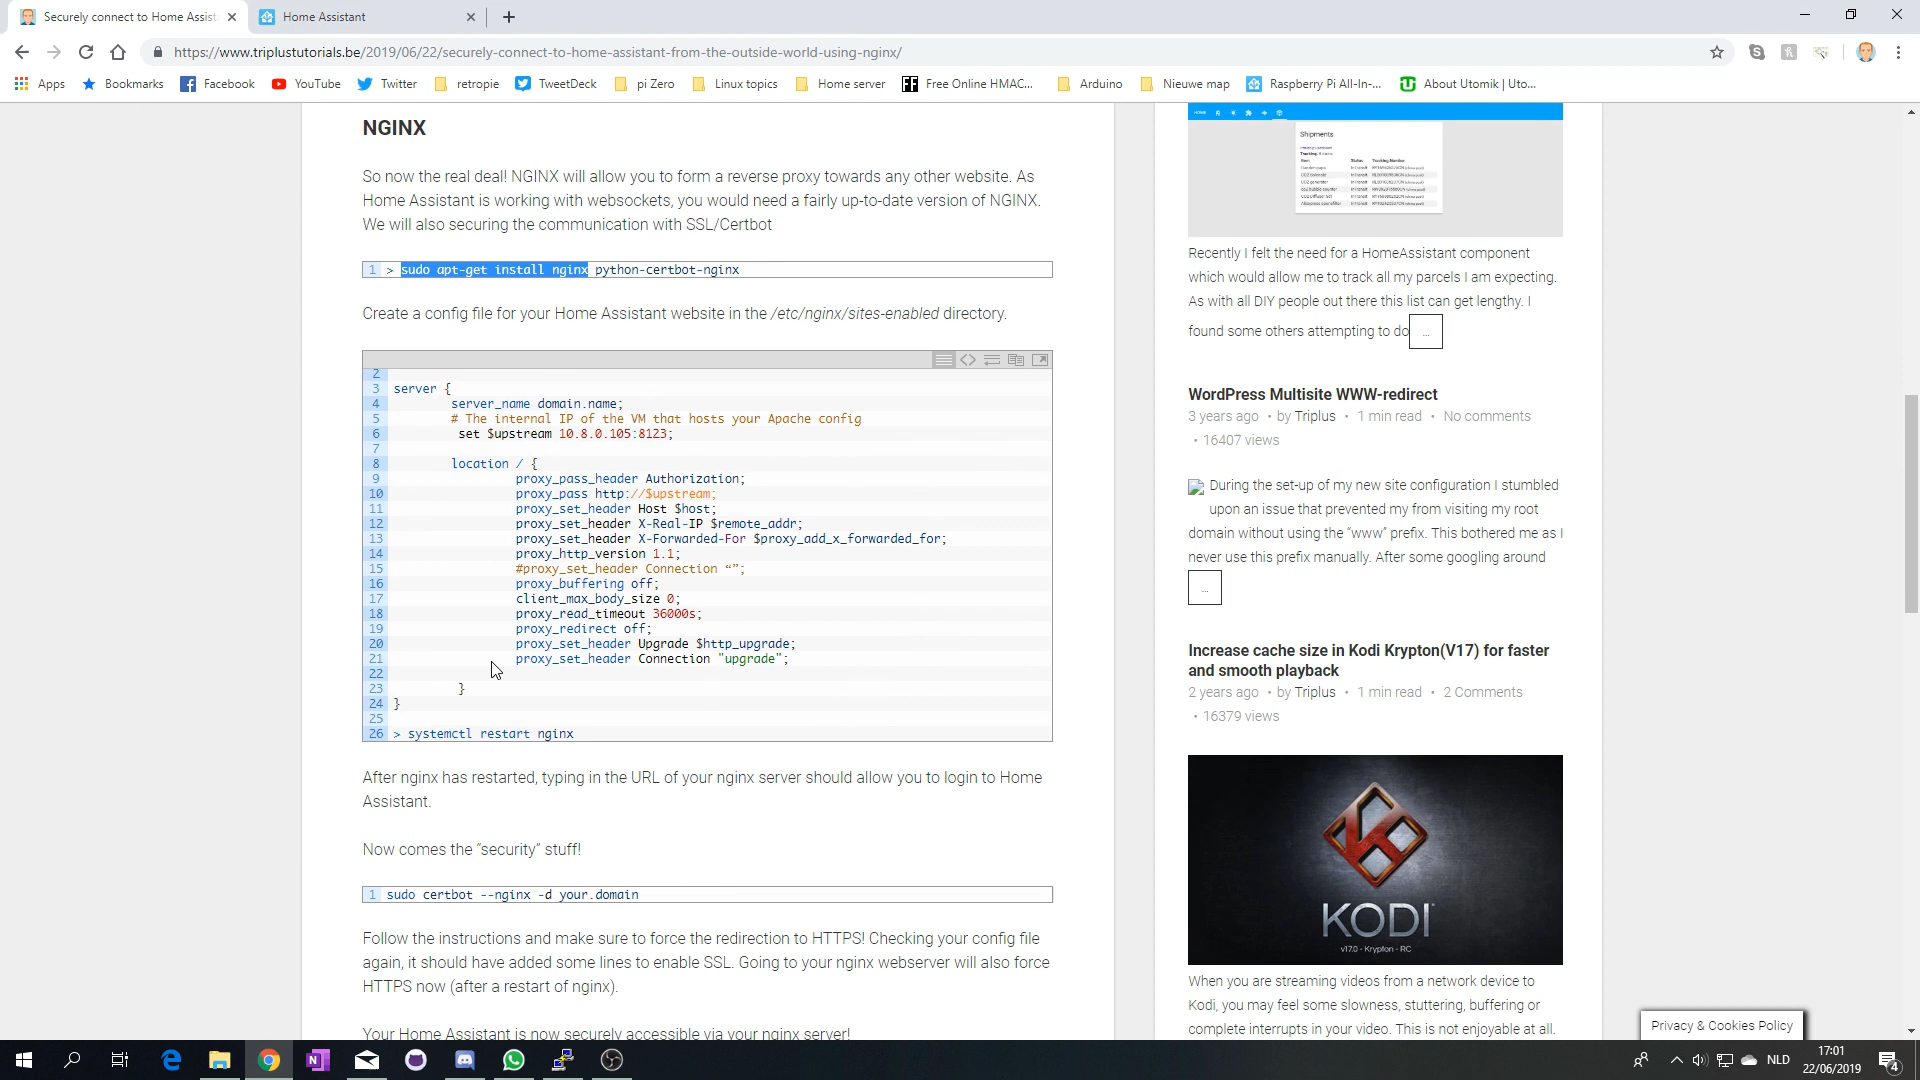 Securely connect to Home Assist
Home Assistant
https://www.triplustutorials.be/2019/06/22/securely-connect-to-home-assistant-from-the-outside-world-using-nginx/
Apps
Bookmarks
Facebook
YouTube
Twitter
retropie
TweetDeck
pi Zero
Linux topics
Home server
Free Online HMAC...
Arduino
Nieuwe map
Raspberry Pi All-In-...
About Utomik | Uto...
NGINX
So now the real deal! NGINX will allow you to form a reverse proxy towards any other website. As
Home Assistant is working with websockets, you would need a fairly up-to-date version of NGINX.
We will also securing the communication with SSL/Certbot
1 > sudo apt-get install nginx python-certbot-nginx
Create a config file for your Home Assistant website in the /etc/nginx/sites-enabled directory.
2
3 server {
4 server_name domain.name;
5 # The internal IP of the VM that hosts your Apache config
6 set $upstream 10.8.0.105:8123;
7
8 location / {
9 proxy_pass_header Authorization;
10 proxy_pass http://$upstream;
11 proxy_set_header Host $host;
12 proxy_set_header X-Real-IP $remote_addr;
13 proxy_set_header X-Forwarded-For $proxy_add_x_forwarded_for;
14 proxy_http_version 1.1;
15 #proxy_set_header Connection “”;
16 proxy_buffering off;
17 client_max_body_size 0;
18 proxy_read_timeout 36000s;
19 proxy_redirect off;
20 proxy_set_header Upgrade $http_upgrade;
21 proxy_set_header Connection "upgrade";
22
23 }
24 }
25
26 > systemctl restart nginx
After nginx has restarted, typing in the URL of your nginx server should allow you to login to Home
Assistant.
Now comes the “security” stuff!
1 sudo certbot --nginx -d your.domain
Follow the instructions and make sure to force the redirection to HTTPS! Checking your config file
again, it should have added some lines to enable SSL. Going to your nginx webserver will also force
HTTPS now (after a restart of nginx).
Your Home Assistant is now securely accessible via your nginx server!
HOME
Shipments
Item Status Tracking Number
Recently I felt the need for a HomeAssistant component
which would allow me to track all my parcels I am expecting.
As with all DIY people out there this list can get lengthy. I
found some others attempting to do ...
WordPress Multisite WWW-redirect
3 years ago • by Triplus • 1 min read • No comments
• 16407 views
During the set-up of my new site configuration I stumbled
upon an issue that prevented my from visiting my root
domain without using the “www” prefix. This bothered me as I
never use this prefix manually. After some googling around
...
Increase cache size in Kodi Krypton(V17) for faster
and smooth playback
2 years ago • by Triplus • 1 min read • 2 Comments
• 16379 views
KODI
v17.0 - Krypton - RC
When you are streaming videos from a network device to
Kodi, you may feel some slowness, stuttering, buffering or
complete interrupts in your video. This is not enjoyable at all.
Privacy & Cookies Policy
NLD
17:01
22/06/2019
4